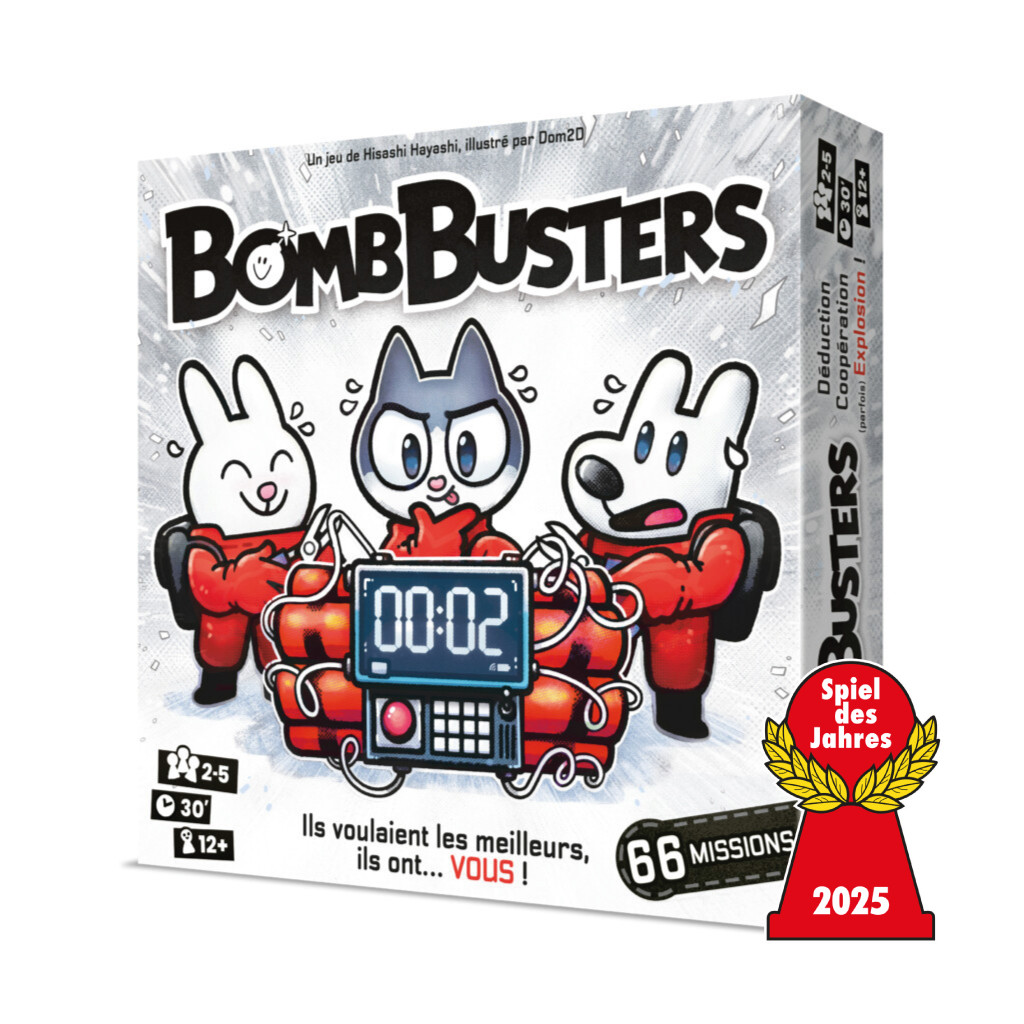 Un jeu de Hisashi Hayashi, illustré par Dom2D
BOMBBUSTERS
00:02
2-5
30'
12+
Ils voulaient les meilleurs,
ils ont... VOUS !
66 MISSIONS
2-5
30'
12+
Déduction
Coopération
(parfois) Explosion !
BUSTERS
Spiel
des
Jahres
2025